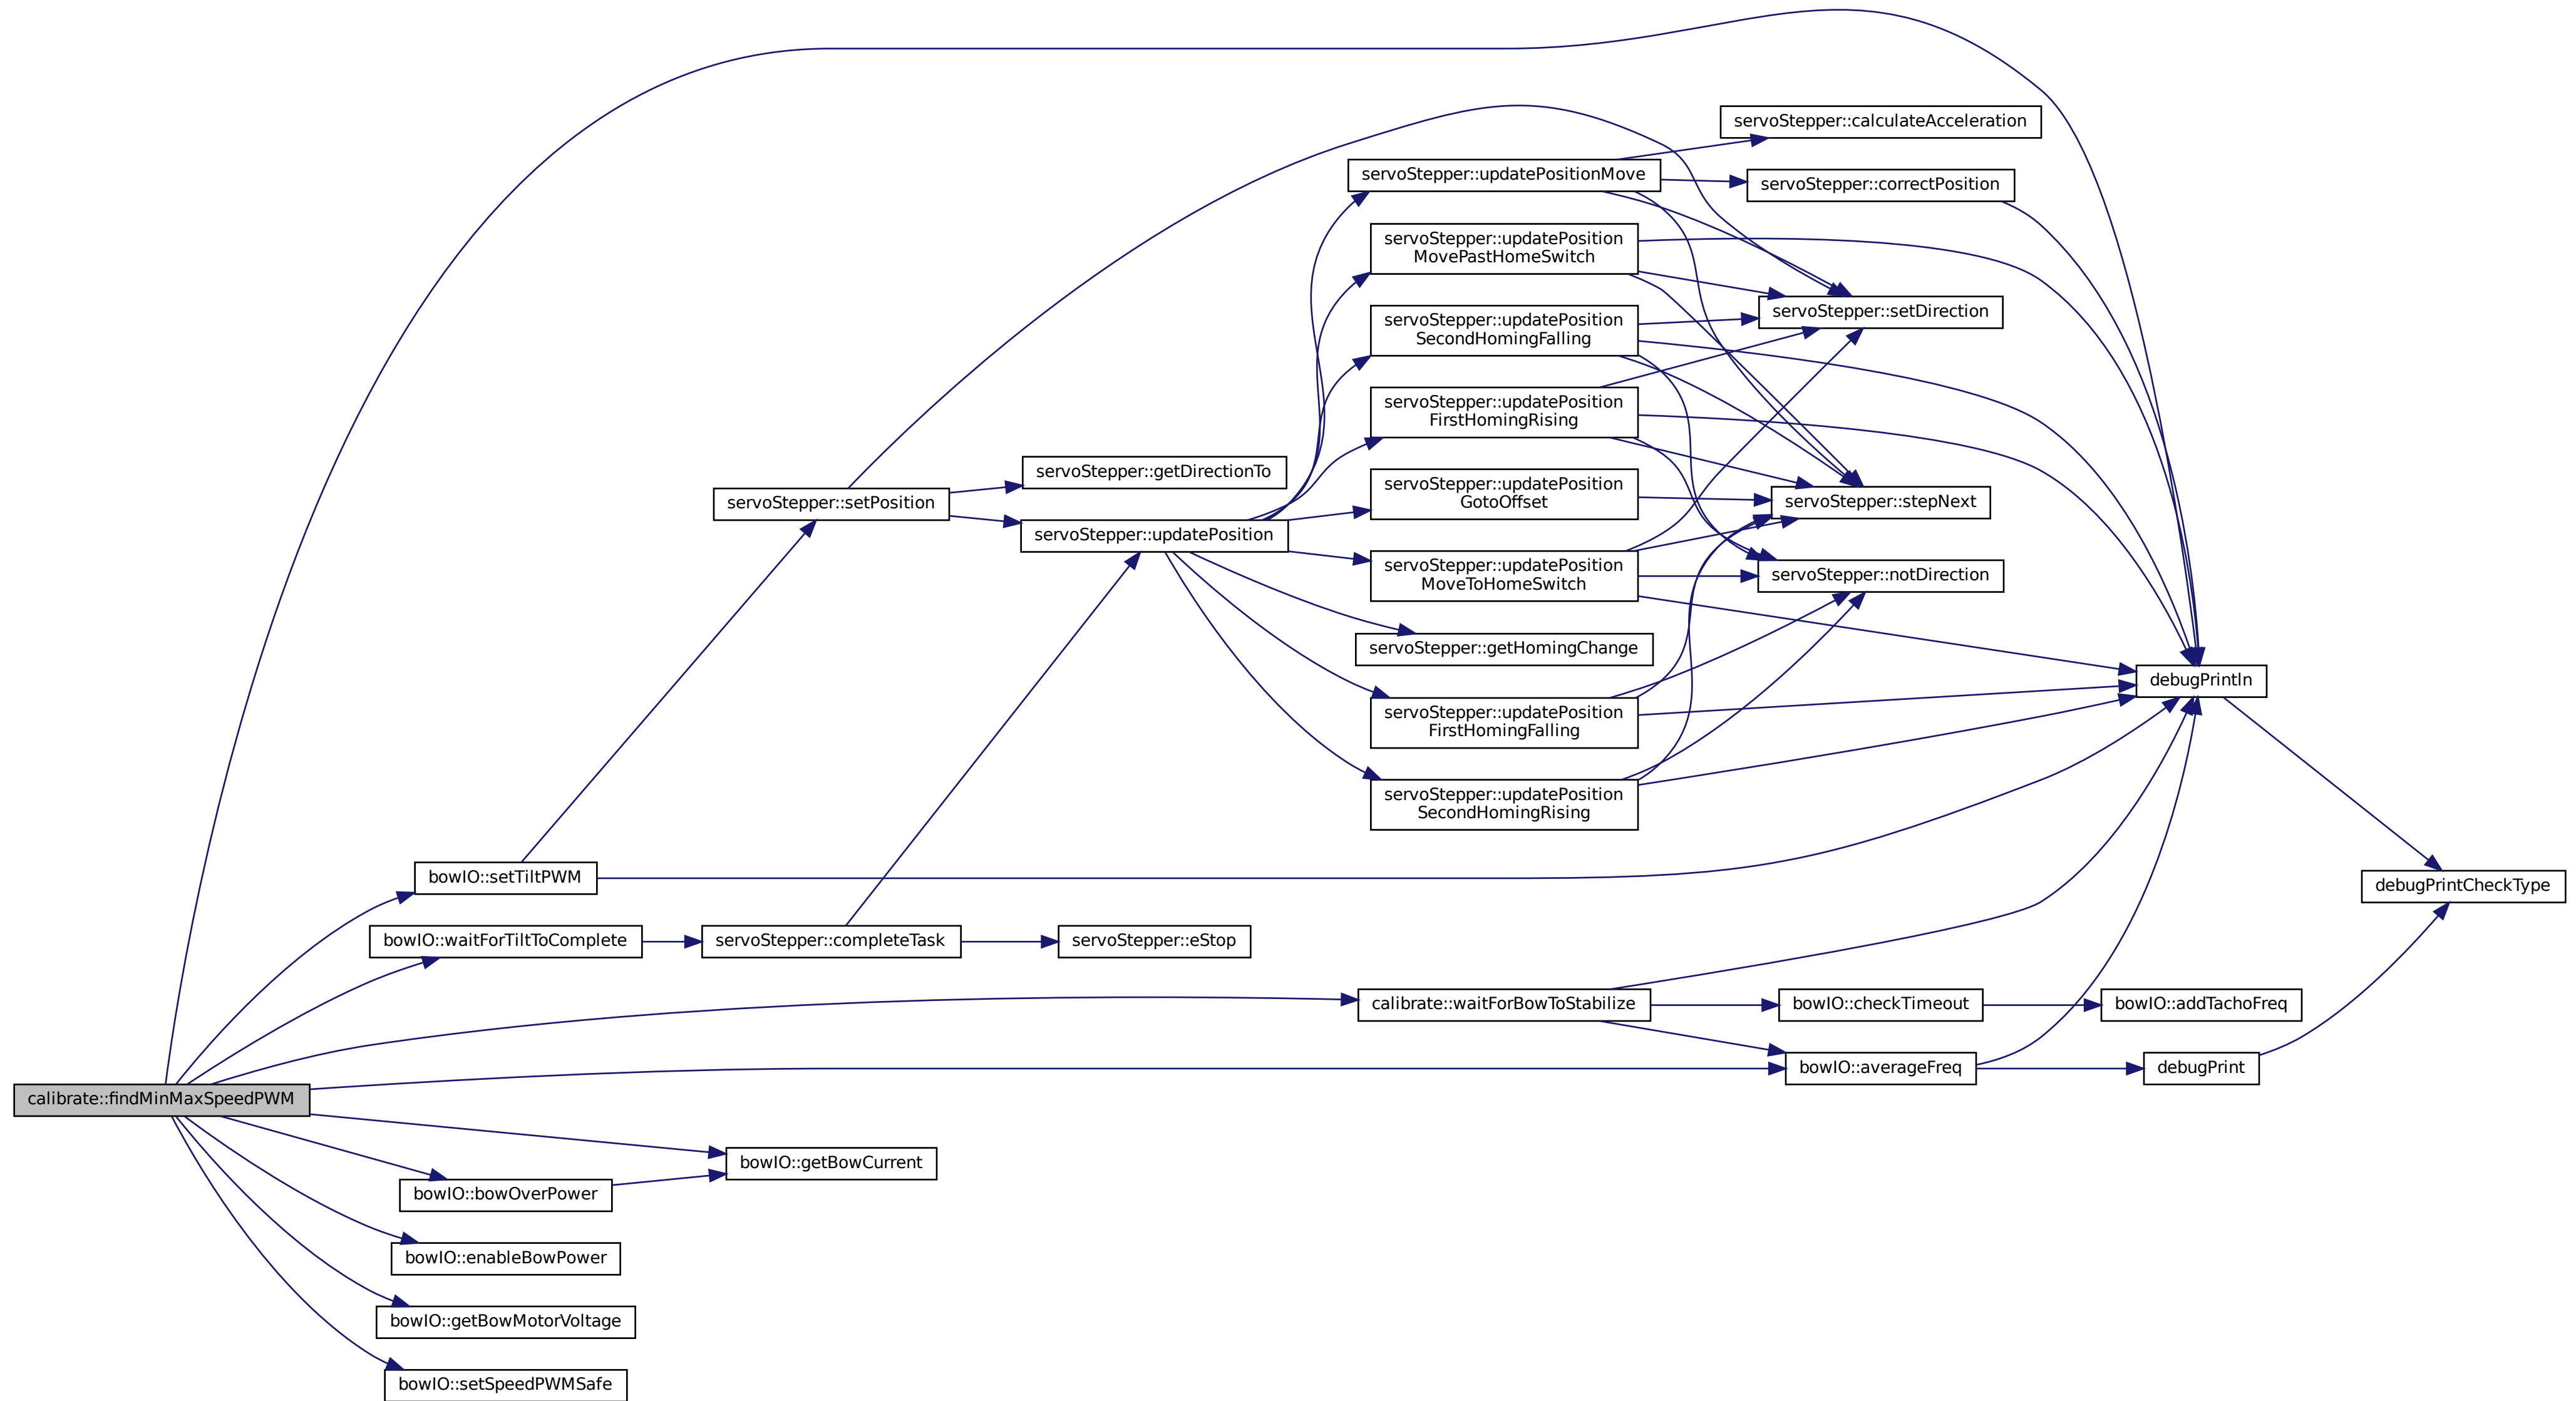 servoStepper::calculateAcceleration
servoStepper::updatePositionMove
servoStepper::correctPosition
servoStepper::updatePosition
MovePastHomeSwitch
servoStepper::setDirection
servoStepper::updatePosition
SecondHomingFalling
servoStepper::updatePosition
FirstHomingRising
servoStepper::getDirectionTo
servoStepper::updatePosition
GotoOffset
servoStepper::setPosition
servoStepper::stepNext
servoStepper::updatePosition
servoStepper::updatePosition
MoveToHomeSwitch
servoStepper::notDirection
servoStepper::getHomingChange
debugPrintln
servoStepper::updatePosition
FirstHomingFalling
servoStepper::updatePosition
SecondHomingRising
bowIO::setTiltPWM
debugPrintCheckType
bowIO::waitForTiltToComplete
servoStepper::completeTask
servoStepper::eStop
calibrate::waitForBowToStabilize
bowIO::checkTimeout
bowIO::addTachoFreq
bowIO::averageFreq
debugPrint
calibrate::findMinMaxSpeedPWM
bowIO::getBowCurrent
bowIO::bowOverPower
bowIO::enableBowPower
bowIO::getBowMotorVoltage
bowIO::setSpeedPWMSafe